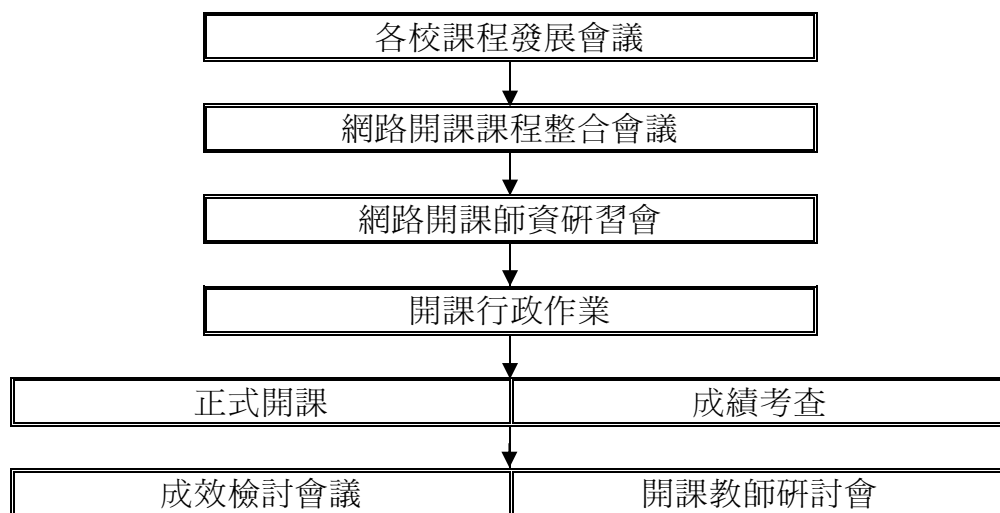 各校課程發展會議
網路開課課程整合會議
網路開課師資研習會
開課行政作業
正式開課
成績考查
成效檢討會議
開課教師研討會